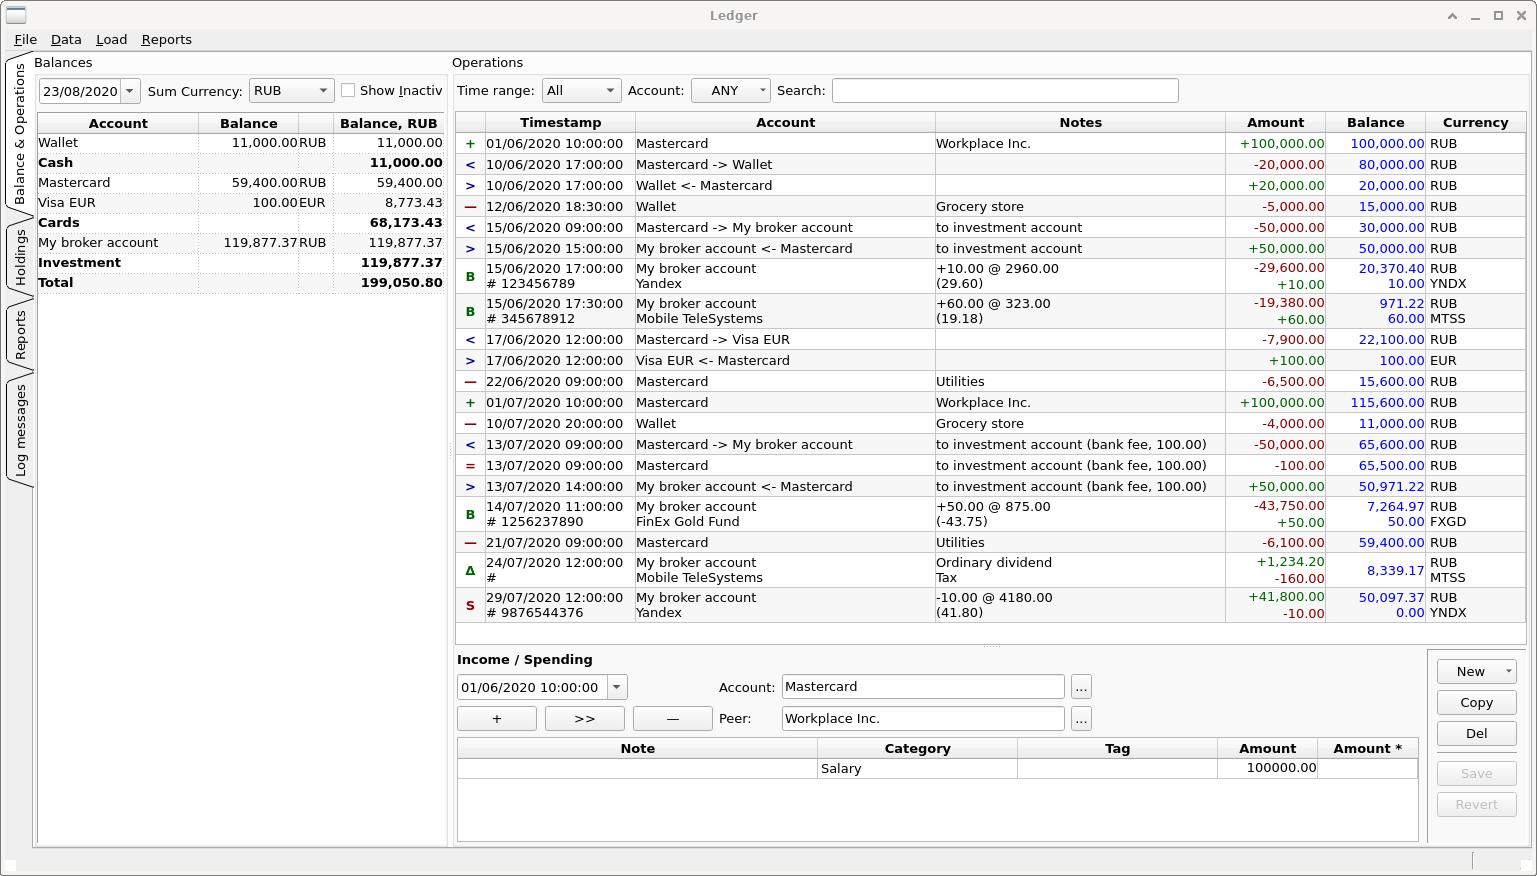 Ledger
File Data Load Reports
Balance & Operations
Holdings
Reports
Log messages
Balances
23/08/2020 Sum Currency: RUB Show Inactiv
Account Balance Balance, RUB
Wallet 11,000.00 RUB 11,000.00
Cash 11,000.00
Mastercard 59,400.00 RUB 59,400.00
Visa EUR 100.00 EUR 8,773.43
Cards 68,173.43
My broker account 119,877.37 RUB 119,877.37
Investment 119,877.37
Total 199,050.80
Operations
Time range: All Account: ANY Search:
Timestamp Account Notes Amount Balance Currency
+ 01/06/2020 10:00:00 Mastercard Workplace Inc. +100,000.00 100,000.00 RUB
< 10/06/2020 17:00:00 Mastercard -> Wallet -20,000.00 80,000.00 RUB
> 10/06/2020 17:00:00 Wallet <- Mastercard +20,000.00 20,000.00 RUB
— 12/06/2020 18:30:00 Wallet Grocery store -5,000.00 15,000.00 RUB
< 15/06/2020 09:00:00 Mastercard -> My broker account to investment account -50,000.00 30,000.00 RUB
> 15/06/2020 15:00:00 My broker account <- Mastercard to investment account +50,000.00 50,000.00 RUB
B 15/06/2020 17:00:00 My broker account +10.00 @ 2960.00 -29,600.00 20,370.40 RUB
# 123456789 Yandex (29.60) +10.00 10.00 YNDX
B 15/06/2020 17:30:00 My broker account +60.00 @ 323.00 -19,380.00 971.22 RUB
# 345678912 Mobile TeleSystems (19.18) +60.00 60.00 MTSS
< 17/06/2020 12:00:00 Mastercard -> Visa EUR -7,900.00 22,100.00 RUB
> 17/06/2020 12:00:00 Visa EUR <- Mastercard +100.00 100.00 EUR
— 22/06/2020 09:00:00 Mastercard Utilities -6,500.00 15,600.00 RUB
+ 01/07/2020 10:00:00 Mastercard Workplace Inc. +100,000.00 115,600.00 RUB
— 10/07/2020 20:00:00 Wallet Grocery store -4,000.00 11,000.00 RUB
< 13/07/2020 09:00:00 Mastercard -> My broker account to investment account (bank fee, 100.00) -50,000.00 65,600.00 RUB
= 13/07/2020 09:00:00 Mastercard to investment account (bank fee, 100.00) -100.00 65,500.00 RUB
> 13/07/2020 14:00:00 My broker account <- Mastercard to investment account (bank fee, 100.00) +50,000.00 50,971.22 RUB
B 14/07/2020 11:00:00 My broker account +50.00 @ 875.00 -43,750.00 7,264.97 RUB
# 1256237890 FinEx Gold Fund (-43.75) +50.00 50.00 FXGD
— 21/07/2020 09:00:00 Mastercard Utilities -6,100.00 59,400.00 RUB
Δ 24/07/2020 12:00:00 My broker account Ordinary dividend +1,234.20 8,339.17 RUB
# Mobile TeleSystems Tax -160.00 MTSS
S 29/07/2020 12:00:00 My broker account -10.00 @ 4180.00 +41,800.00 50,097.37 RUB
# 9876544376 Yandex (41.80) -10.00 0.00 YNDX
Income / Spending
01/06/2020 10:00:00 Account: Mastercard ...
+ >> — Peer: Workplace Inc. ...
Note Category Tag Amount Amount *
Salary 100000.00
New
Copy
Del
Save
Revert